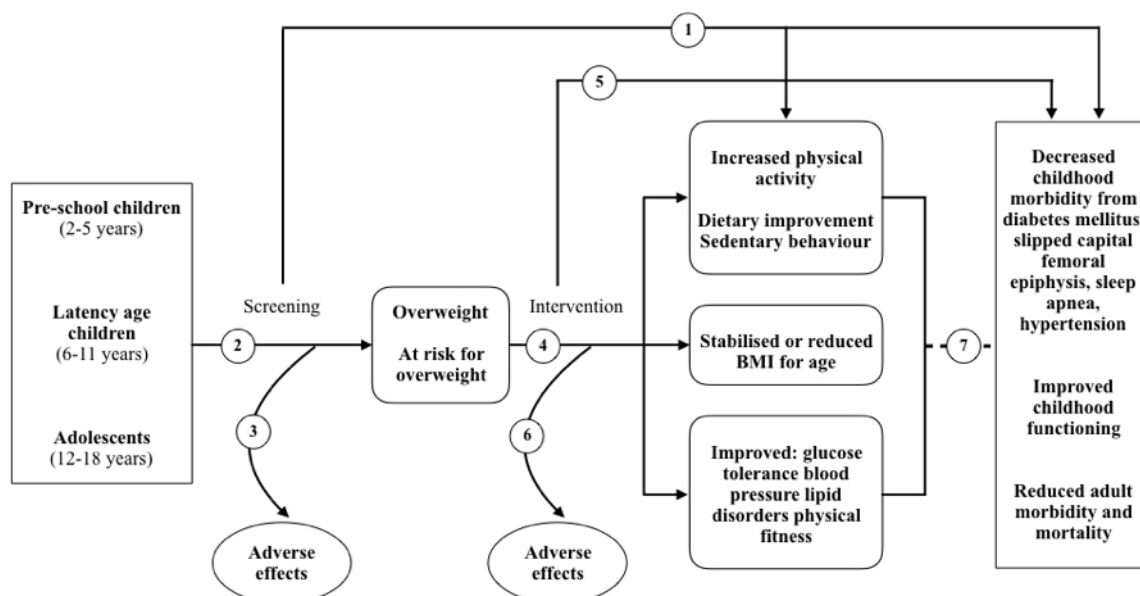 1
5
Pre-school children
(2-5 years)
Latency age
children
(6-11 years)
Adolescents
(12-18 years)
Screening
2
3
Adverse
effects
Overweight
At risk for
overweight
Intervention
4
6
Adverse
effects
Increased physical
activity
Dietary improvement
Sedentary behaviour
Stabilised or reduced
BMI for age
Improved: glucose
tolerance blood
pressure lipid
disorders physical
fitness
7
Decreased
childhood
morbidity from
diabetes mellitus,
slipped capital
femoral
epiphysis, sleep
apnea,
hypertension
Improved
childhood
functioning
Reduced adult
morbidity and
mortality